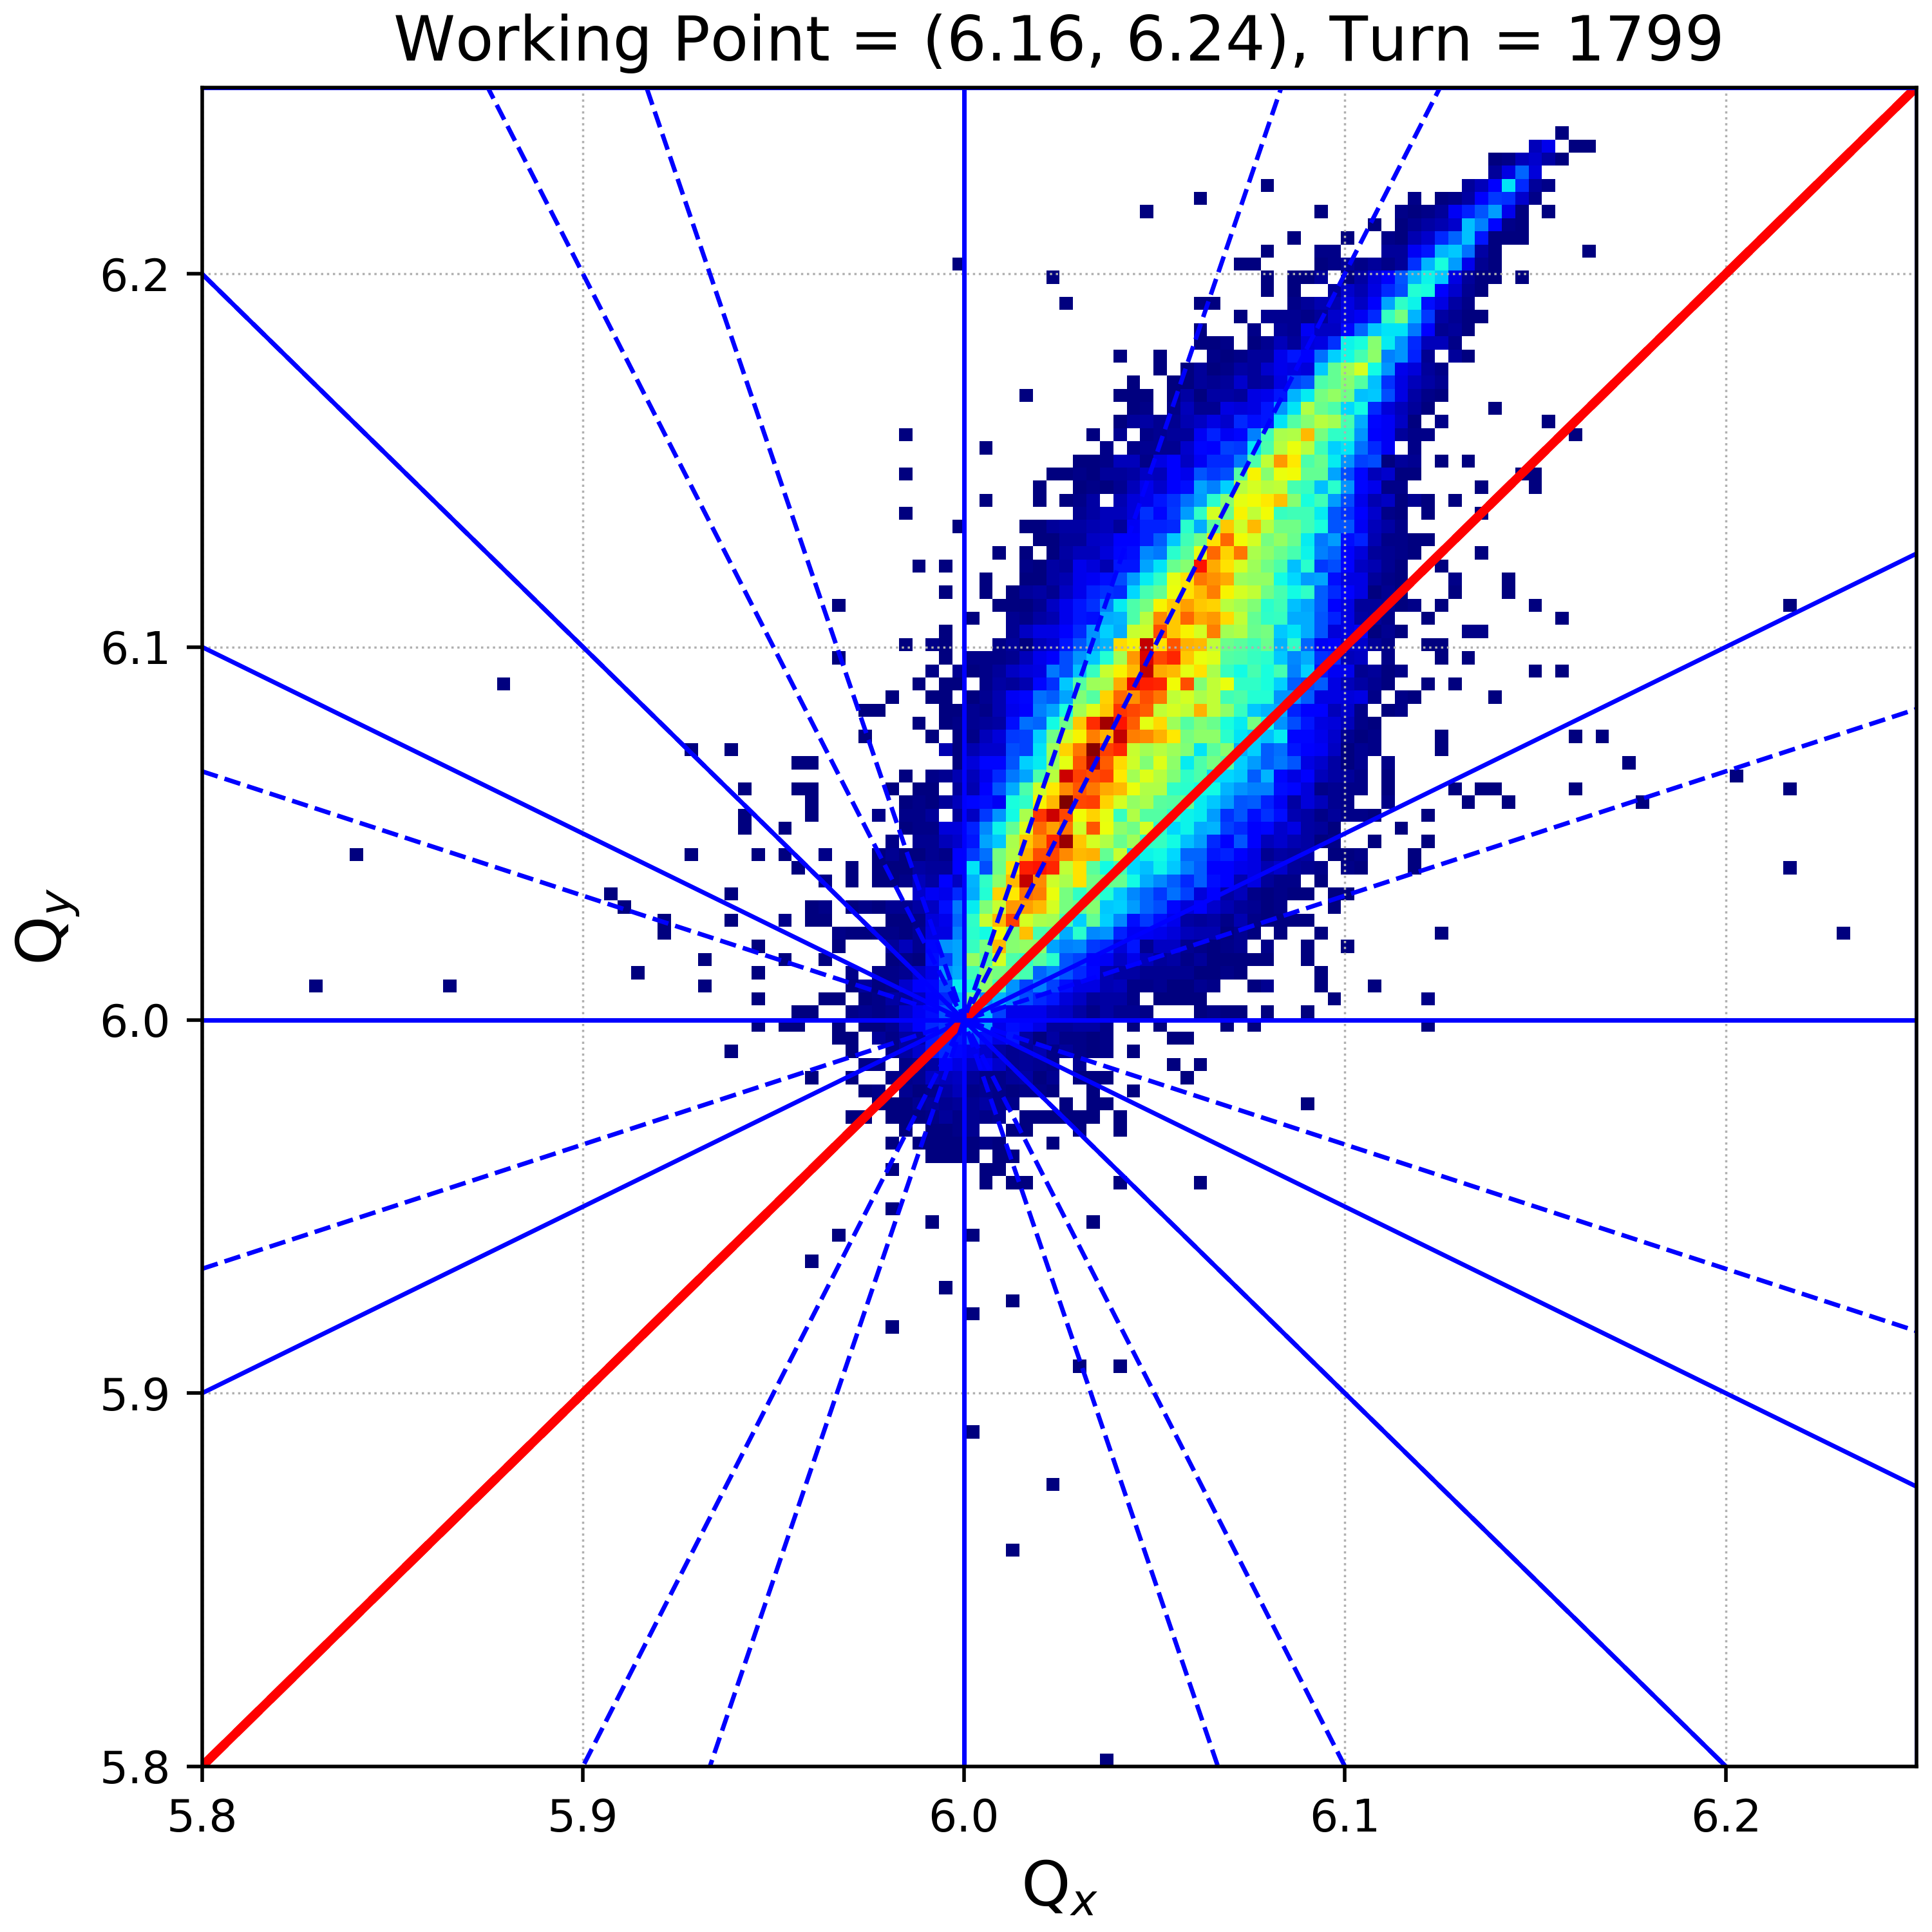 Working Point = (6.16, 6.24), Turn = 1799
6.2
6.1
6.0
5.9
5.8
Qy
5.8 5.9 6.0 6.1 6.2
Qx